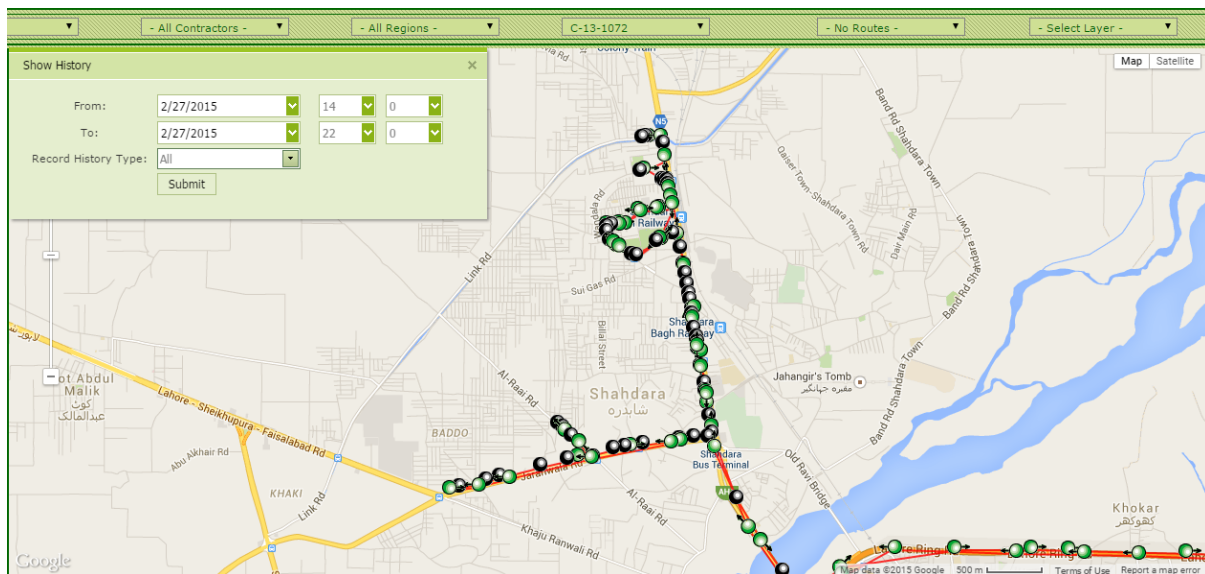 - All Contractors -
- All Regions -
C-13-1072
- No Routes -
- Select Layer -
Show History
From:
2/27/2015
14
0
To:
2/27/2015
22
0
Record History Type:
All
Submit
Map
Satellite
Colony Train
N5
Band Rd Shahdara Town
Qaiser Town-Shahdara Town Rd
Dair Main Rd
Band Rd Shahdara Town
Link Rd
Railway
Sui Gas Rd
Billal Street
Bagh Railway
Band Rd Shahdara Town
Jahangir's Tomb
مقبرہ جہانگیر
Shahdara
شاہدرہ
Al-Raai Rd
Abdul
Malik
کوٹ
عبدالمالک
Lahore - Sheikhupura - Faisalabad Rd
BADDO
Abu Alkhair Rd
Shahdara
Bus Terminal
Jaranwala Rd
Old Ravi Bridge
KHAKI
Link Rd
Al-Raai Rd
Khaju Ranwali Rd
Khokar
کھوکھر
Lahore Ring
Google
Map data ©2015 Google
500 m
Terms of Use
Report a map error